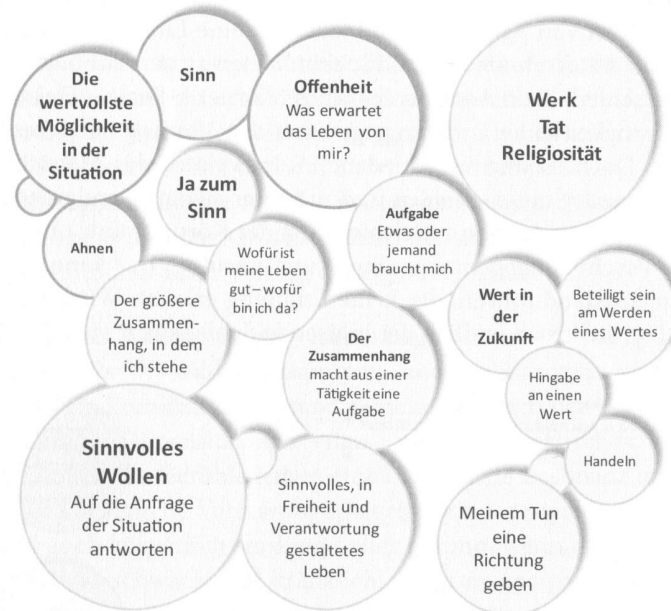 Die
wertvollste
Möglichkeit
in der
Situation
Sinn
Offenheit
Was erwartet
das Leben von
mir?
Werk
Tat
Religiosität
Ja zum
Sinn
Ahnen
Wofür ist
meine Leben
gut – wofür
bin ich da?
Aufgabe
Etwas oder
jemand
braucht mich
Der größere
Zusammen-
hang, in dem
ich stehe
Der
Zusammenhang
macht aus einer
Tätigkeit eine
Aufgabe
Wert in
der
Zukunft
Beteiligt sein
am Werden
eines Wertes
Hingabe
an einen
Wert
Handeln
Sinnvolles
Wollen
Auf die Anfrage
der Situation
antworten
Sinnvolles, in
Freiheit und
Verantwortung
gestaltetes
Leben
Meinem Tun
eine
Richtung
geben